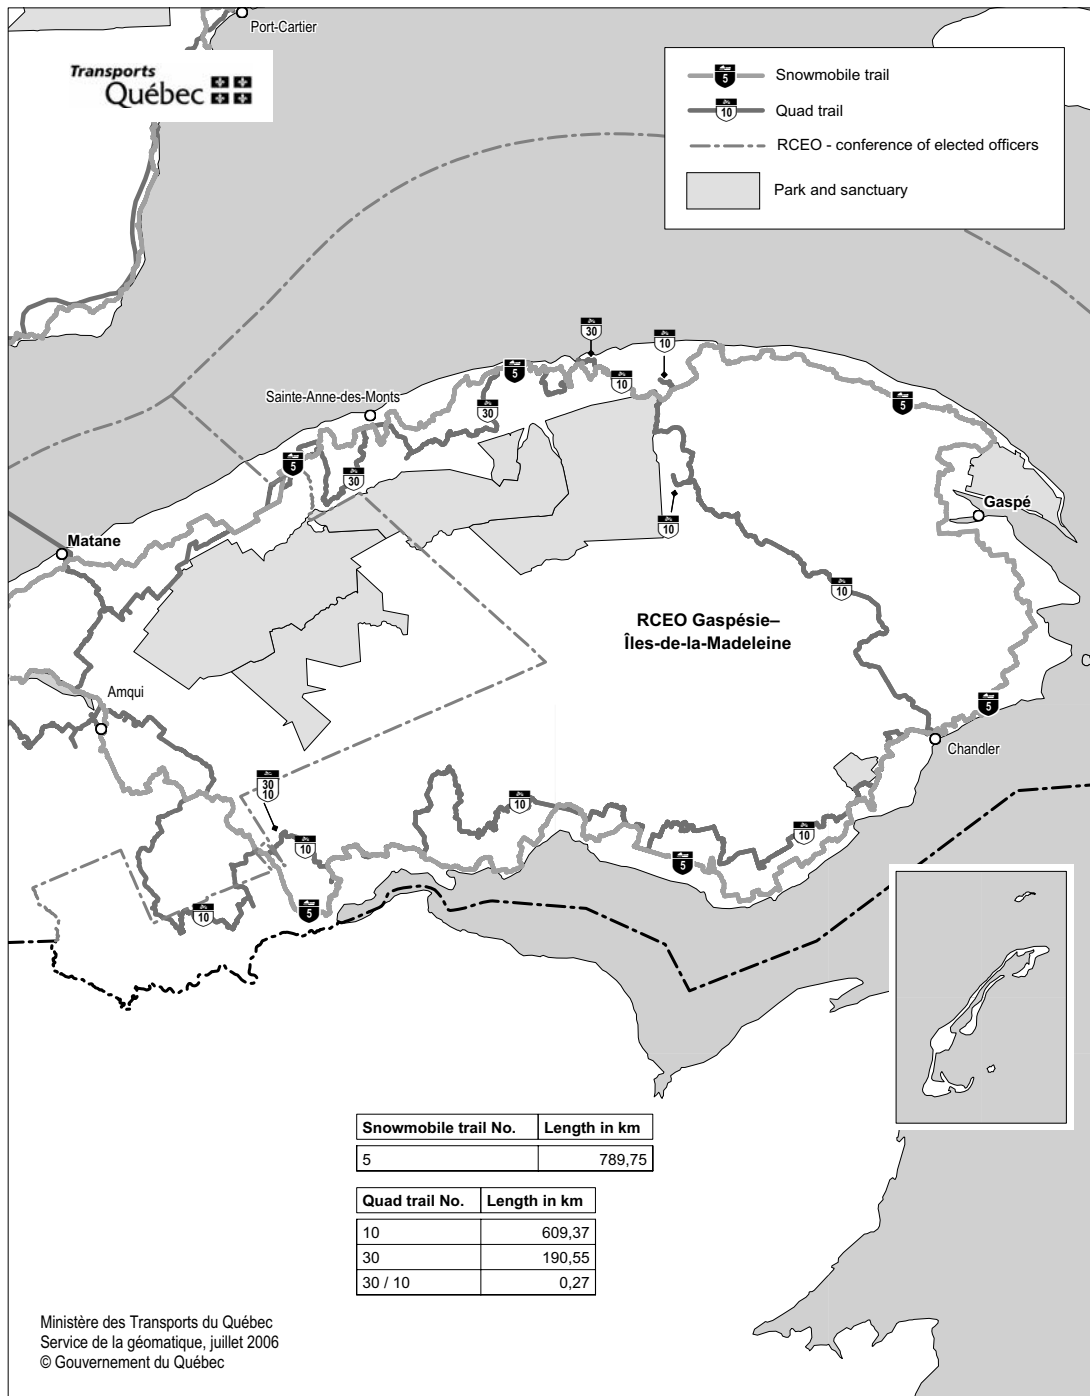 Port-Cartier
Transports
Québec
5
Snowmobile trail
10
Quad trail
RCEO - conference of elected officers
Park and sanctuary
30
10
5
10
Sainte-Anne-des-Monts
30
5
5
30
Gaspé
10
Matane
10
RCEO Gaspésie–
Îles-de-la-Madeleine
Amqui
5
Chandler
30
10
10
10
10
5
5
10
Snowmobile trail No. Length in km
5 789,75
Quad trail No. Length in km
10 609,37
30 190,55
30 / 10 0,27
Ministère des Transports du Québec
Service de la géomatique, juillet 2006
© Gouvernement du Québec